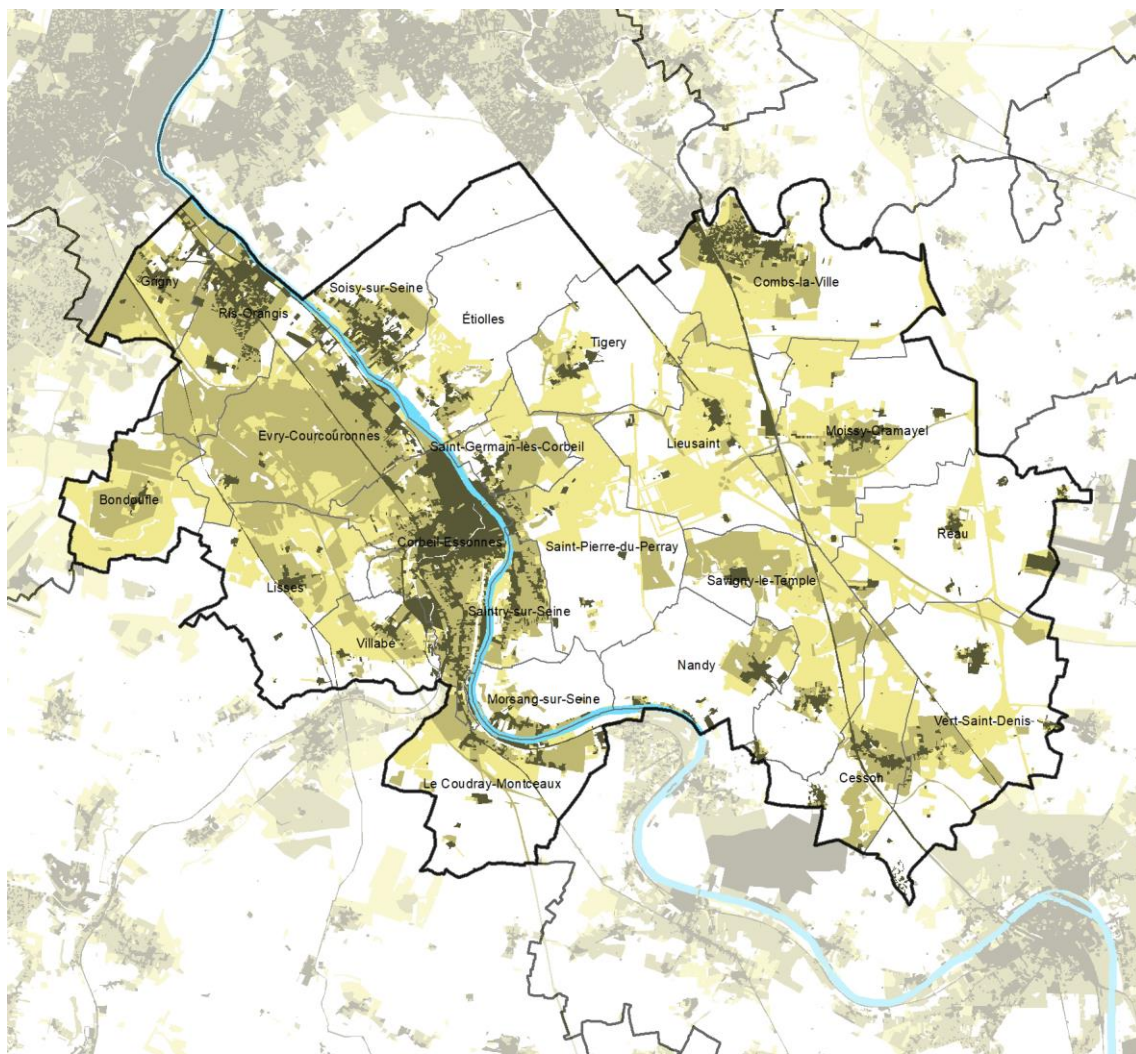 Grigny
Ris-Orangis
Soisy-sur-Seine
Étiolles
Combs-la-Ville
Tigery
Evry-Courcouronnes
Saint-Germain-lès-Corbeil
Lieusaint
Moissy-Cramayel
Bondoufle
Corbeil-Essonnes
Saint-Pierre-du-Perray
Réau
Lisses
Savigny-le-Temple
Saintry-sur-Seine
Villabé
Nandy
Morsang-sur-Seine
Vert-Saint-Denis
Cesson
Le Coudray-Montceaux